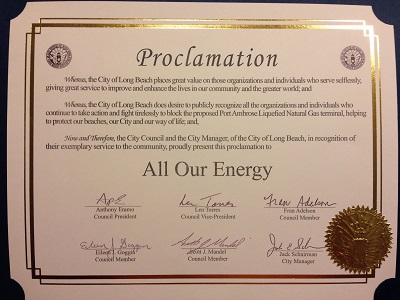 Proclamation
Whereas, the City of Long Beach places great value on those organizations and individuals who serve selflessly,
giving great service to improve and enhance the lives in our community and the greater world; and
Whereas, the City of Long Beach does desire to publicly recognize all the organizations and individuals who
continue to take action and fight tirelessly to block the proposed Port Ambrose Liquefied Natural Gas terminal, helping
to protect our beaches, our City and our way of life; and,
Now and Therefore, the City Council and the City Manager, of the City of Long Beach, in recognition of
their exemplary service to the community, proudly present this proclamation to
All Our Energy
Len Torres Fran Adelson
Anthony Eramo Len Torres Fran Adelson
Council President Council Vice-President Council Member
Eileen J. Goggin Scott J. Mandel Jack Schnirman
Council Member Council Member City Manager